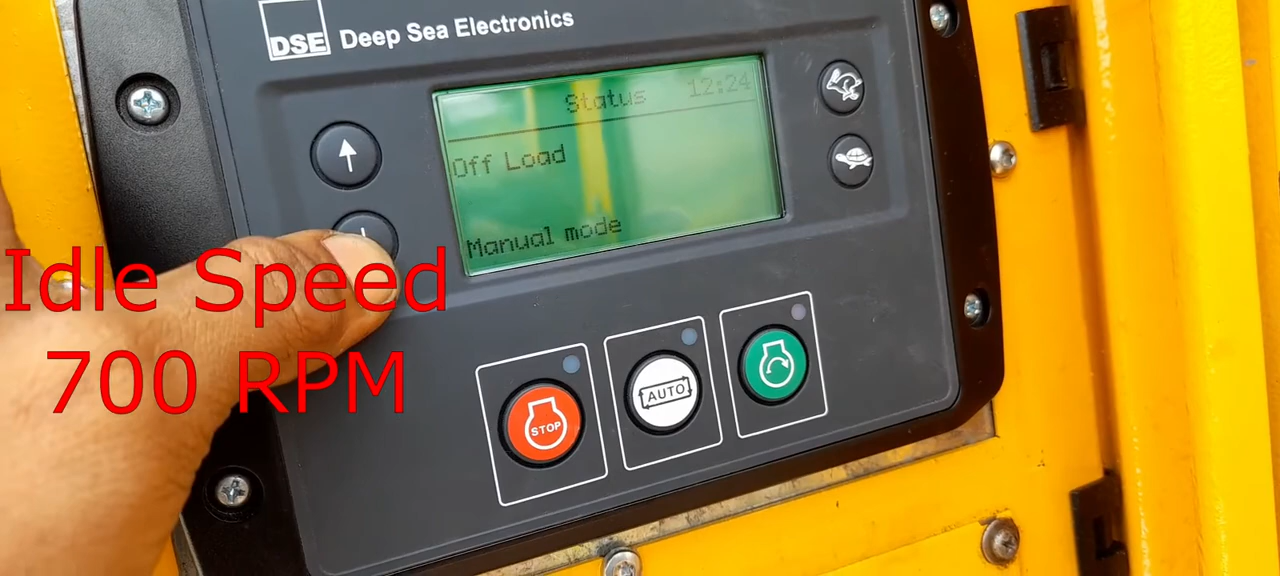 DSE Deep Sea Electronics
Status 12:24
Off Load
Manual mode
Idle Speed
700 RPM
STOP
AUTO